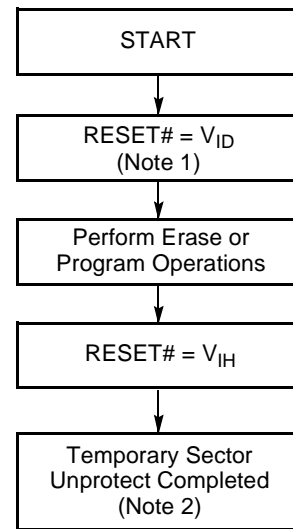 START
RESET# = VID
(Note 1)
Perform Erase or
Program Operations
RESET# = VIH
Temporary Sector
Unprotect Completed
(Note 2)